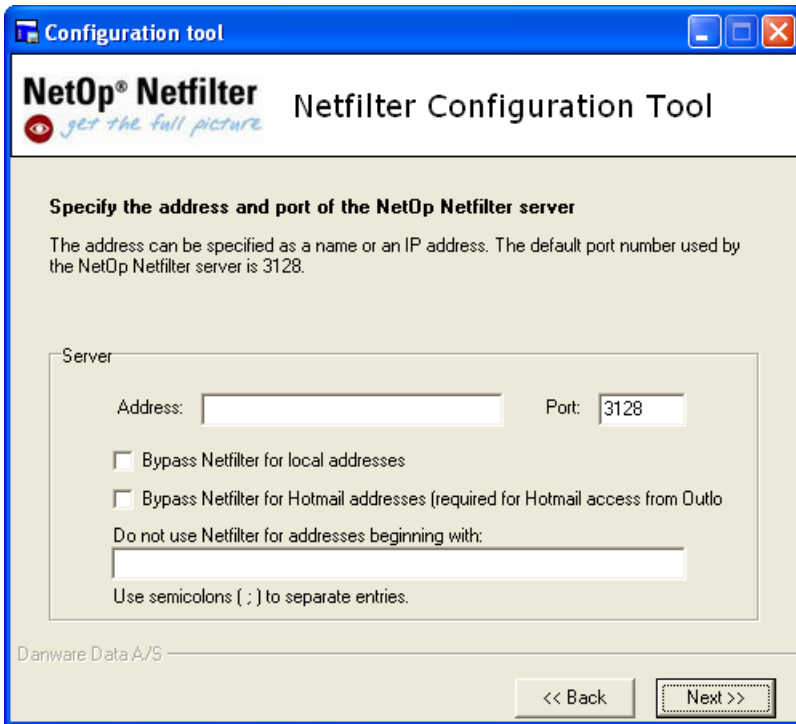 Configuration tool
NetOp® Netfilter
get the full picture
Netfilter Configuration Tool
Specify the address and port of the NetOp Netfilter server
The address can be specified as a name or an IP address. The default port number used by
the NetOp Netfilter server is 3128.
Server
Address:
Port: 3128
Bypass Netfilter for local addresses
Bypass Netfilter for Hotmail addresses (required for Hotmail access from Outlo
Do not use Netfilter for addresses beginning with:
Use semicolons ( ; ) to separate entries.
Danware Data A/S
<< Back
Next >>